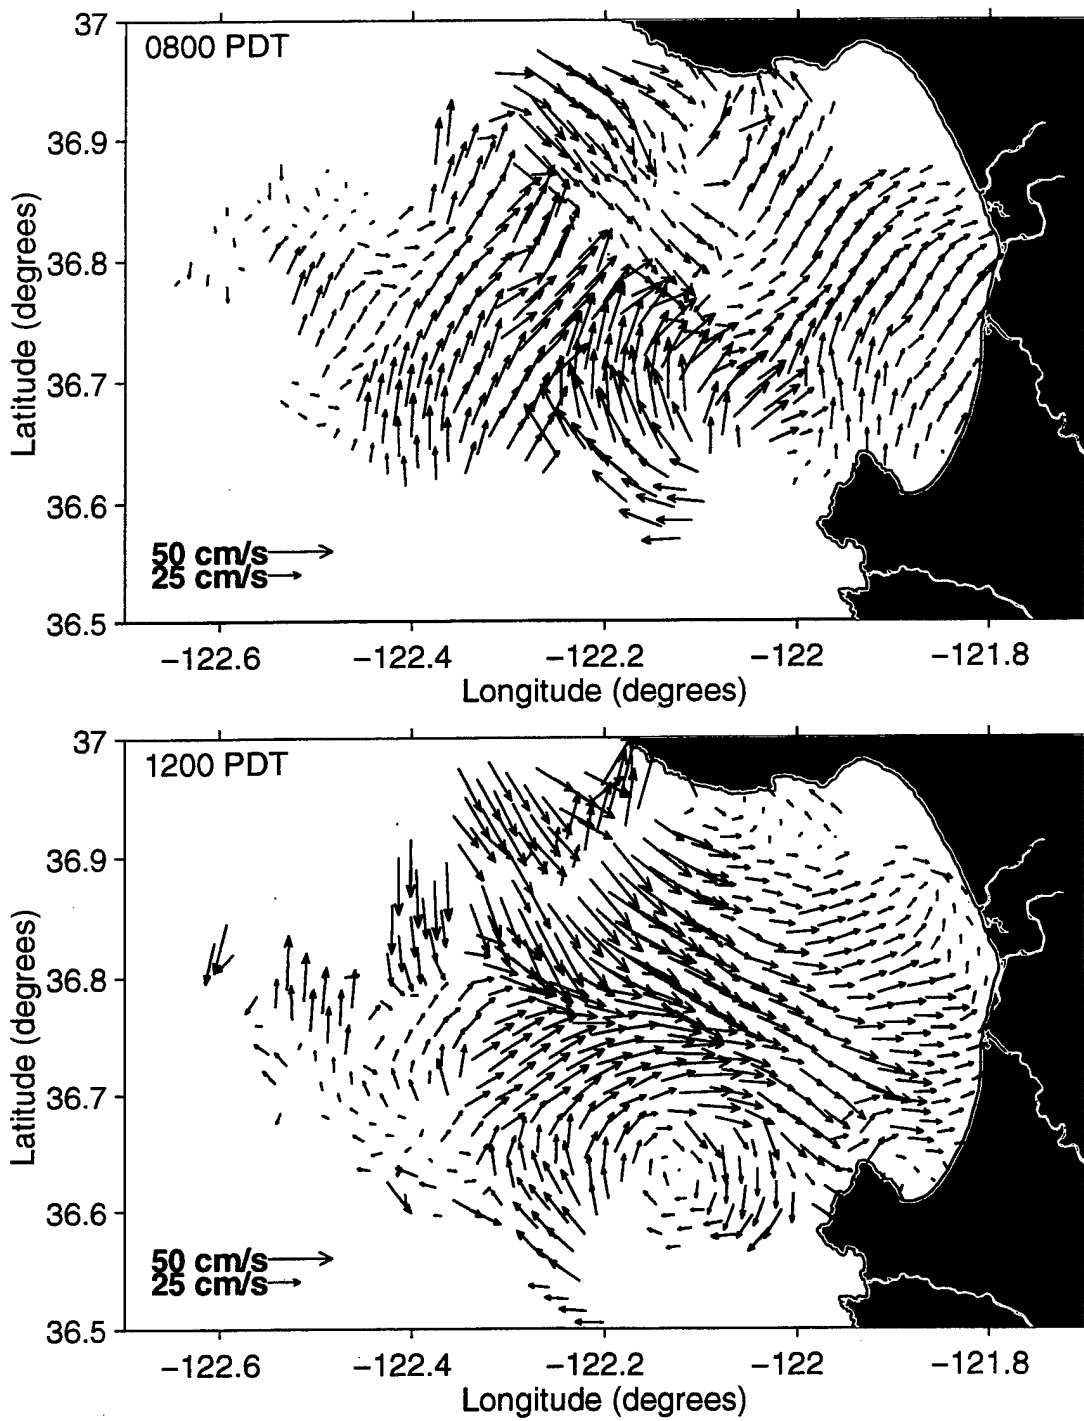 37
0800 PDT
36.9
36.8
36.7
36.6
36.5
Latitude (degrees)
50 cm/s
25 cm/s
−122.6 −122.4 −122.2 −122 −121.8
Longitude (degrees)
37
1200 PDT
36.9
36.8
36.7
36.6
36.5
Latitude (degrees)
50 cm/s
25 cm/s
−122.6 −122.4 −122.2 −122 −121.8
Longitude (degrees)